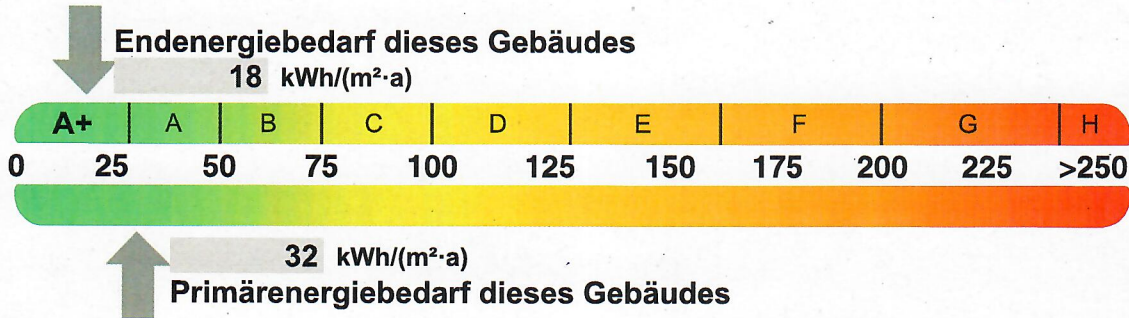 Endenergiebedarf dieses Gebäudes
18 kWh/(m²·a)
A+ A B C D E F G H
0 25 50 75 100 125 150 175 200 225 >250
32 kWh/(m²·a)
Primärenergiebedarf dieses Gebäudes